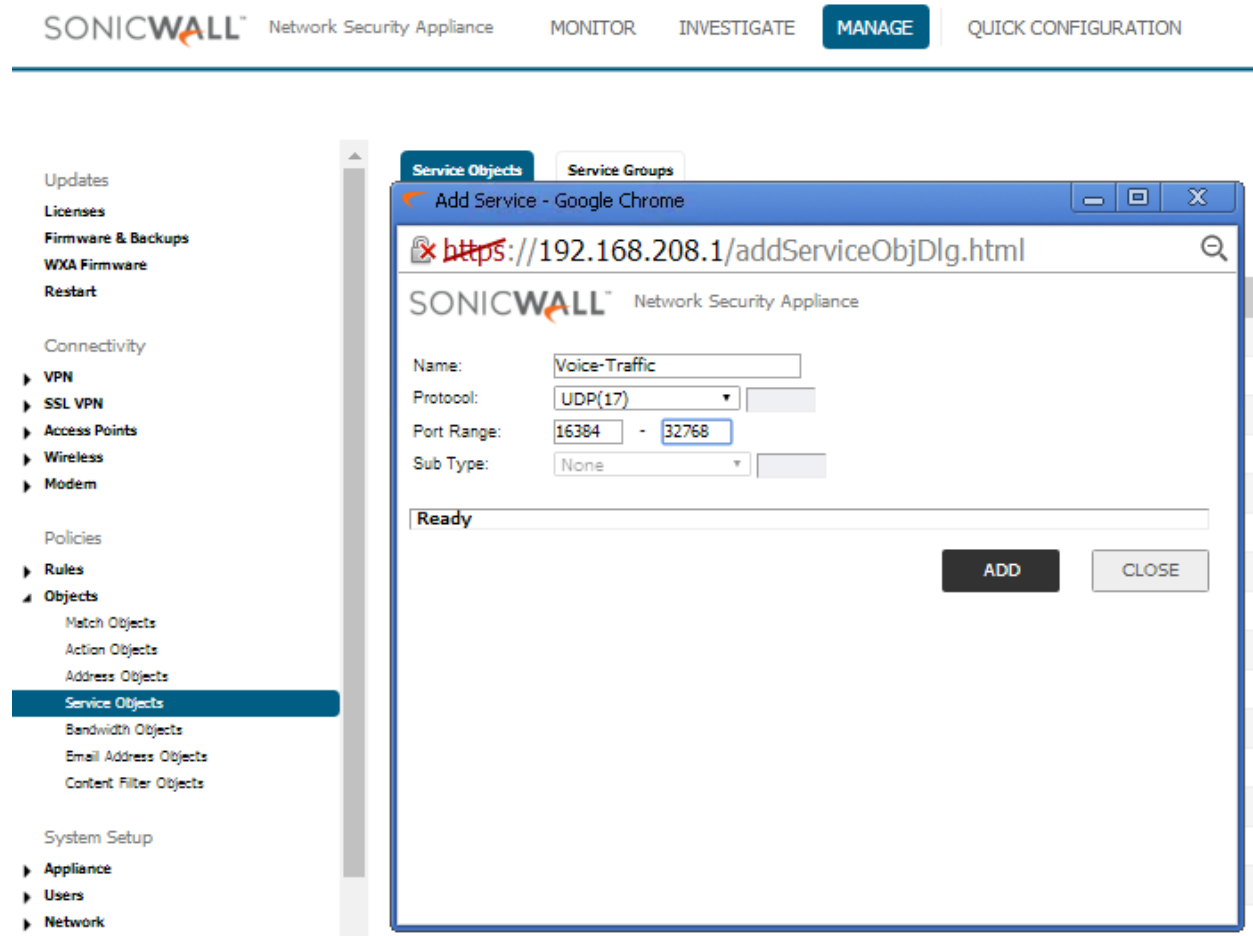 SONICWALL™ Network Security Appliance MONITOR INVESTIGATE MANAGE QUICK CONFIGURATION
Updates
Licenses
Firmware & Backups
WXA Firmware
Restart
Connectivity
VPN
SSL VPN
Access Points
Wireless
Modem
Policies
Rules
Objects
Match Objects
Action Objects
Address Objects
Service Objects
Bandwidth Objects
Email Address Objects
Content Filter Objects
System Setup
Appliance
Users
Network
Service Objects Service Groups
Add Service - Google Chrome
https://192.168.208.1/addServiceObjDlg.html
SONICWALL™ Network Security Appliance
Name: Voice-Traffic
Protocol: UDP(17)
Port Range: 16384 - 32768
Sub Type: None
Ready
ADD CLOSE